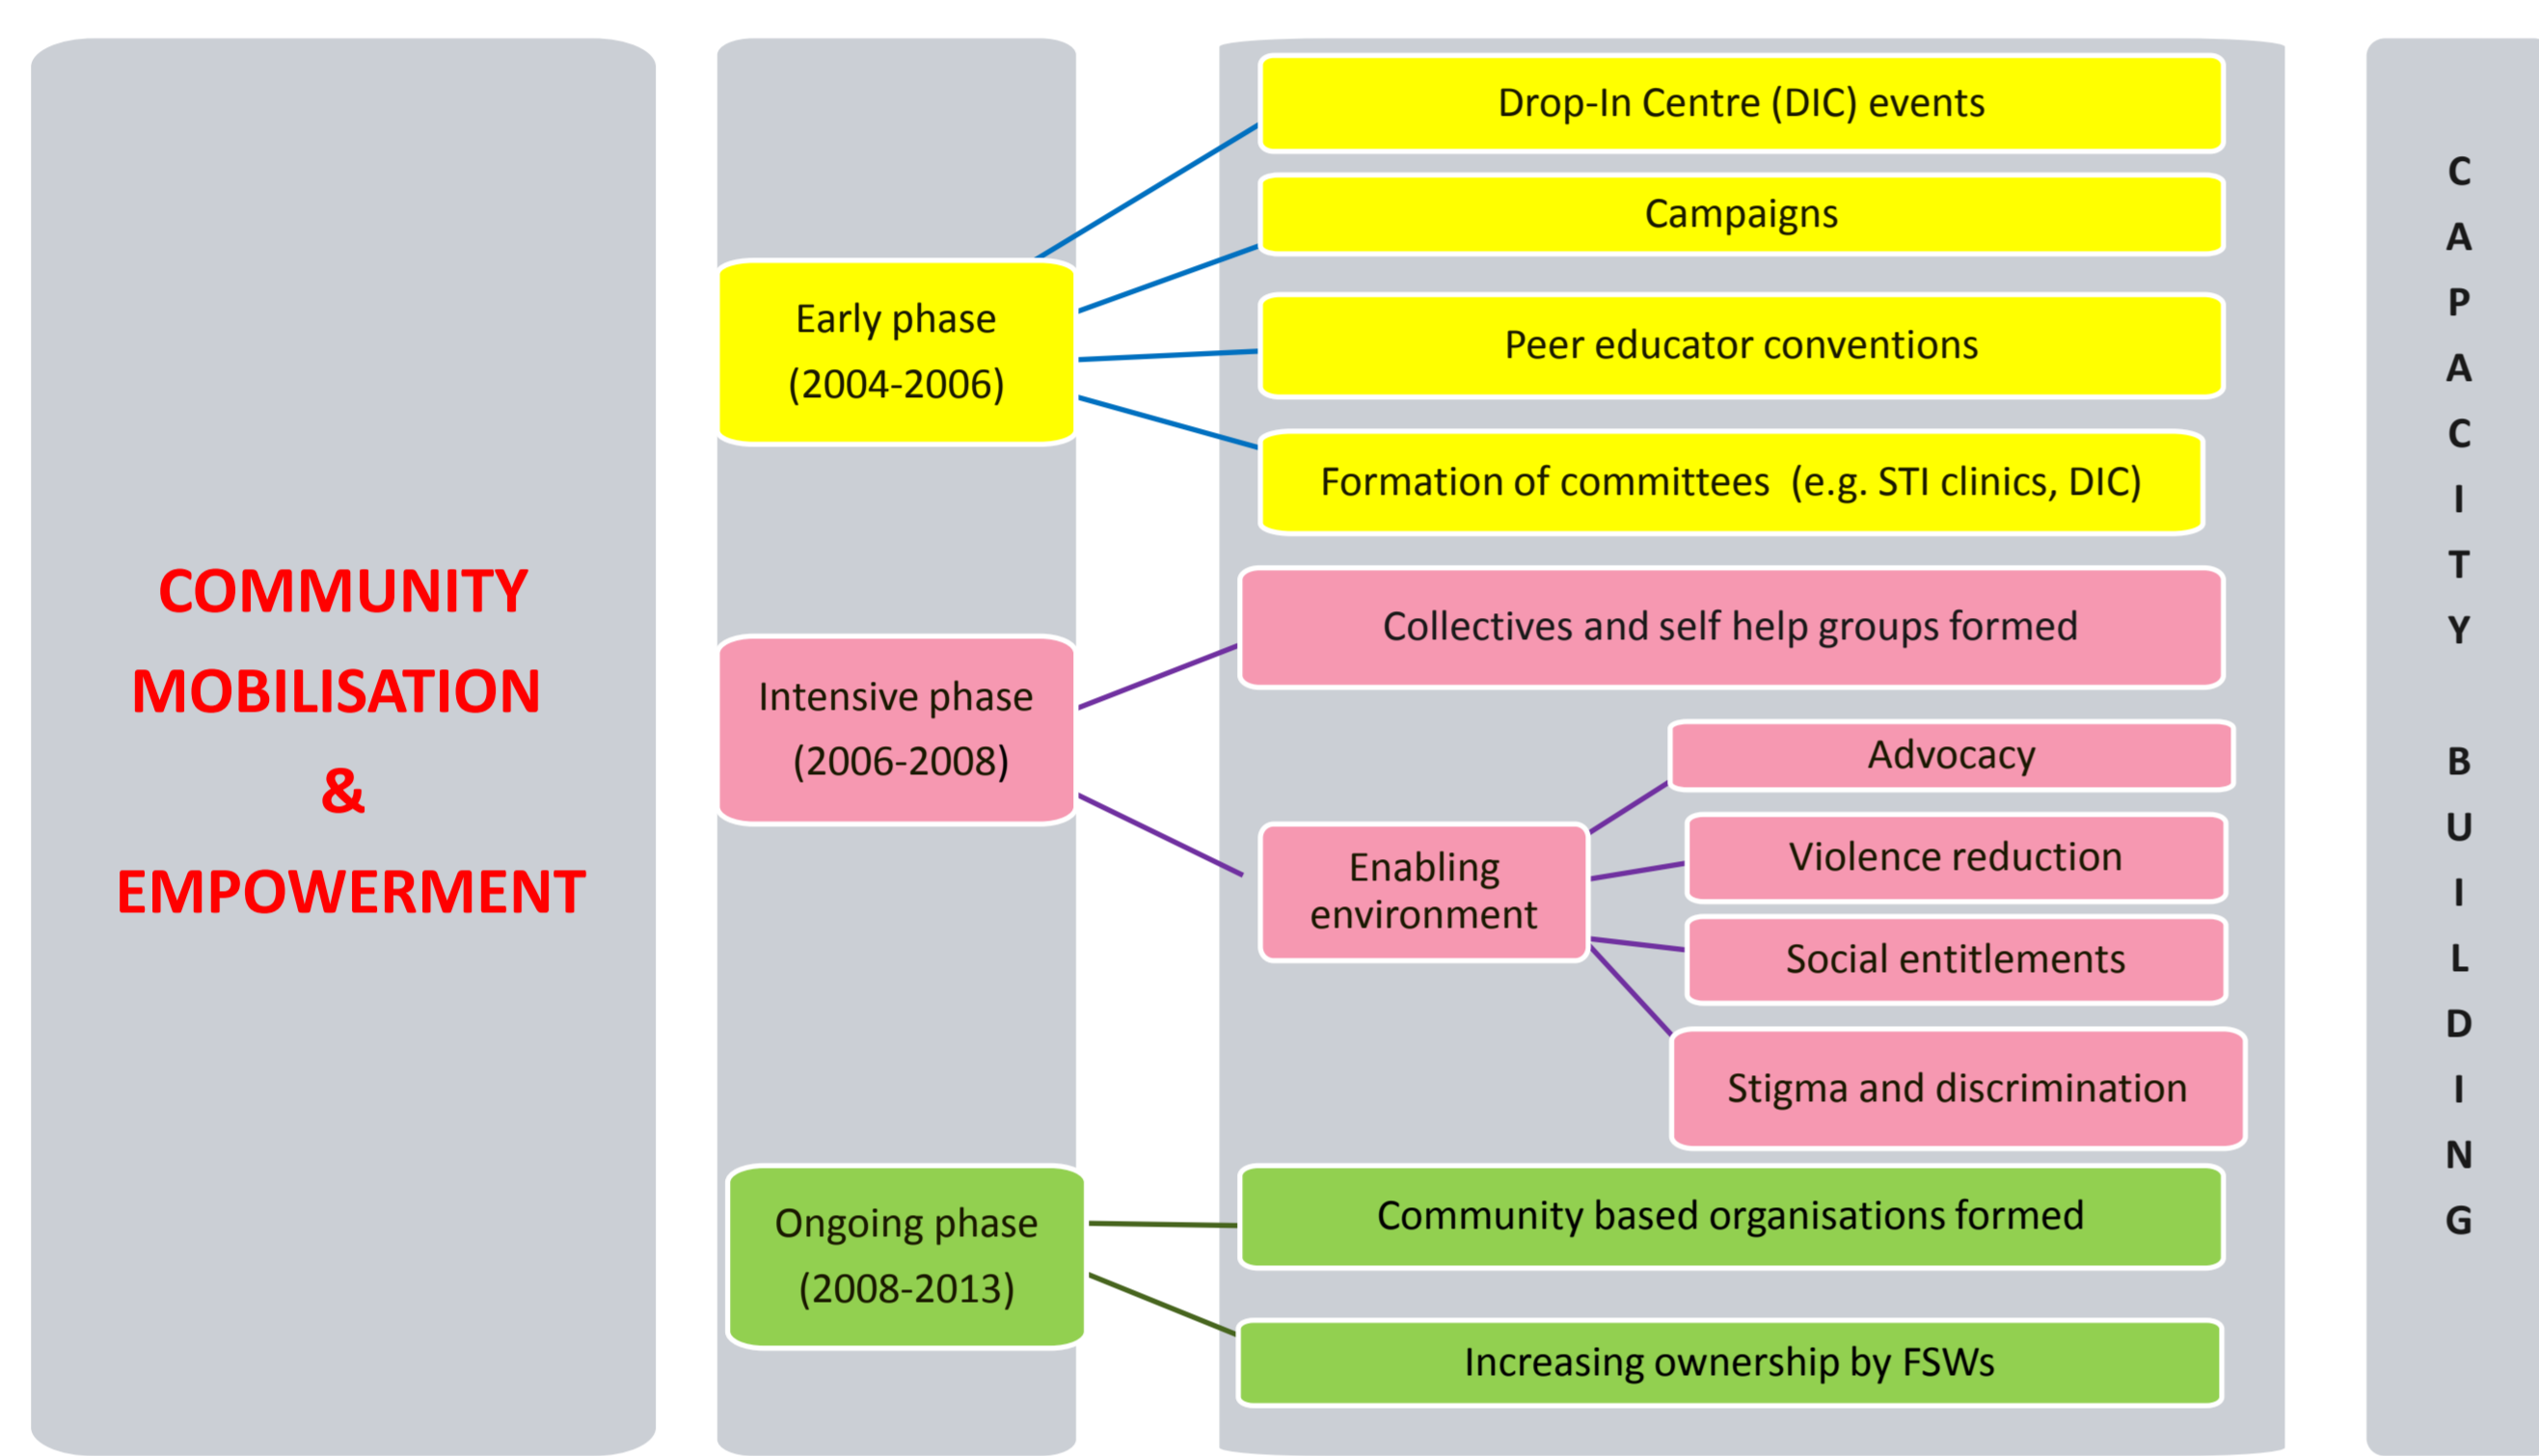 COMMUNITY
MOBILISATION
&
EMPOWERMENT
Early phase
(2004-2006)
Drop-In Centre (DIC) events
Campaigns
Peer educator conventions
Formation of committees  (e.g. STI clinics, DIC)
Intensive phase
(2006-2008)
Collectives and self help groups formed
Enabling
environment
Advocacy
Violence reduction
Social entitlements
Stigma and discrimination
Ongoing phase
(2008-2013)
Community based organisations formed
Increasing ownership by FSWs
C
A
P
A
C
I
T
Y
B
U
I
L
D
I
N
G